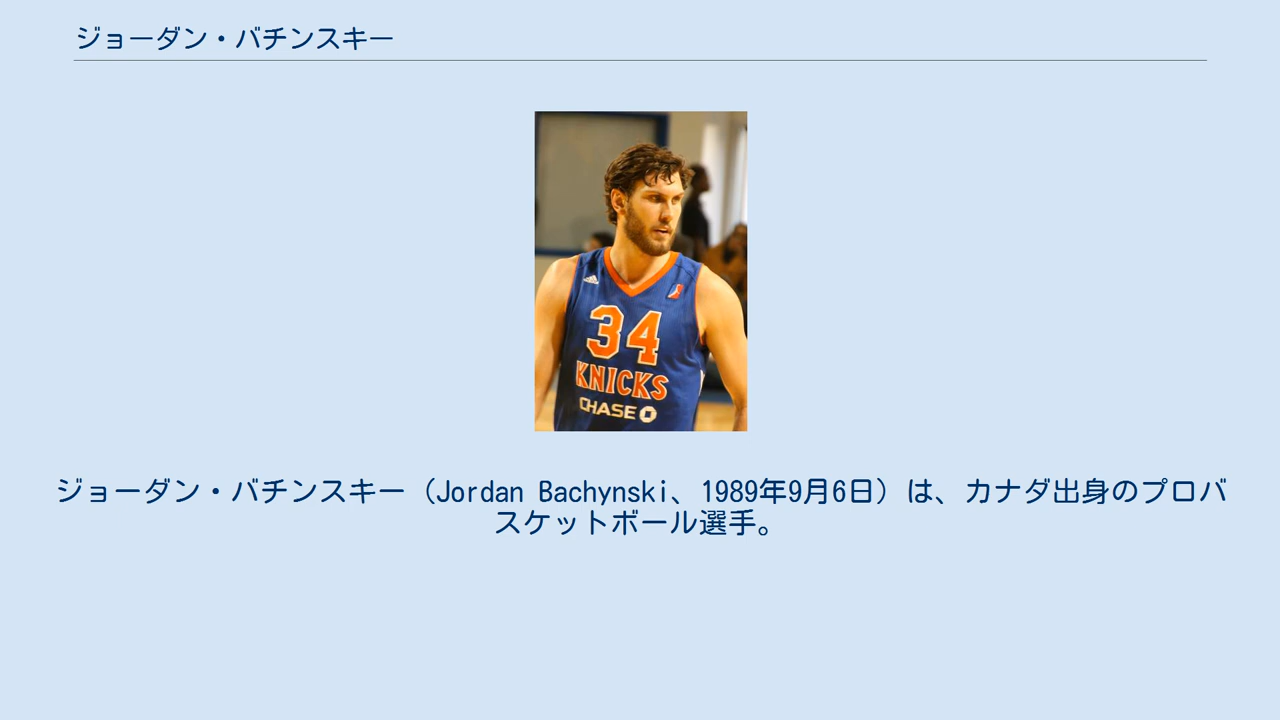 ジョーダン・バチンスキー
34
KNICKS
CHASE
ジョーダン・バチンスキー（Jordan Bachynski、1989年9月6日）は、カナダ出身のプロバ
スケットボール選手。